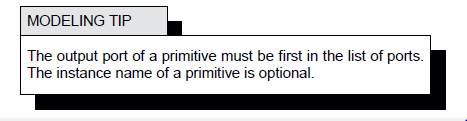 MODELING TIP
The output port of a primitive must be first in the list of ports.
The instance name of a primitive is optional.